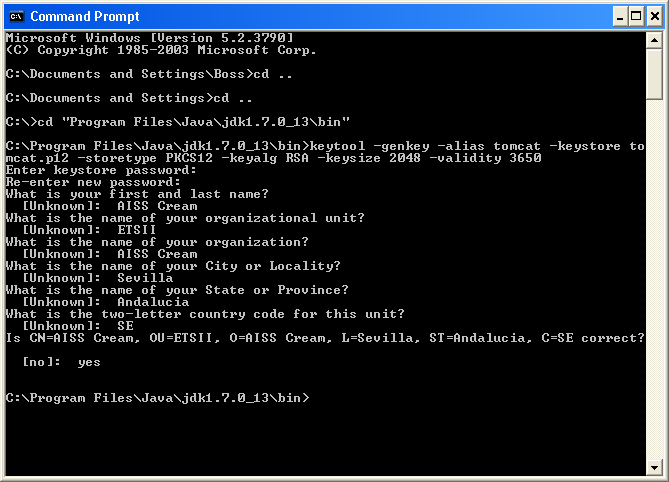 Command Prompt
Microsoft Windows [Version 5.2.3790]
(C) Copyright 1985-2003 Microsoft Corp.
C:\Documents and Settings\Boss>cd ..
C:\Documents and Settings>cd ..
C:\>cd "Program Files\Java\jdk1.7.0_13\bin"
C:\Program Files\Java\jdk1.7.0_13\bin>keytool -genkey -alias tomcat -keystore to
mcat.p12 -storetype PKCS12 -keyalg RSA -keysize 2048 -validity 3650
Enter keystore password:
Re-enter new password:
What is your first and last name?
[Unknown]:  AISS Cream
What is the name of your organizational unit?
[Unknown]:  ETSII
What is the name of your organization?
[Unknown]:  AISS Cream
What is the name of your City or Locality?
[Unknown]:  Sevilla
What is the name of your State or Province?
[Unknown]:  Andalucia
What is the two-letter country code for this unit?
[Unknown]:  SE
Is CN=AISS Cream, OU=ETSII, O=AISS Cream, L=Sevilla, ST=Andalucia, C=SE correct?
[no]:  yes
C:\Program Files\Java\jdk1.7.0_13\bin>